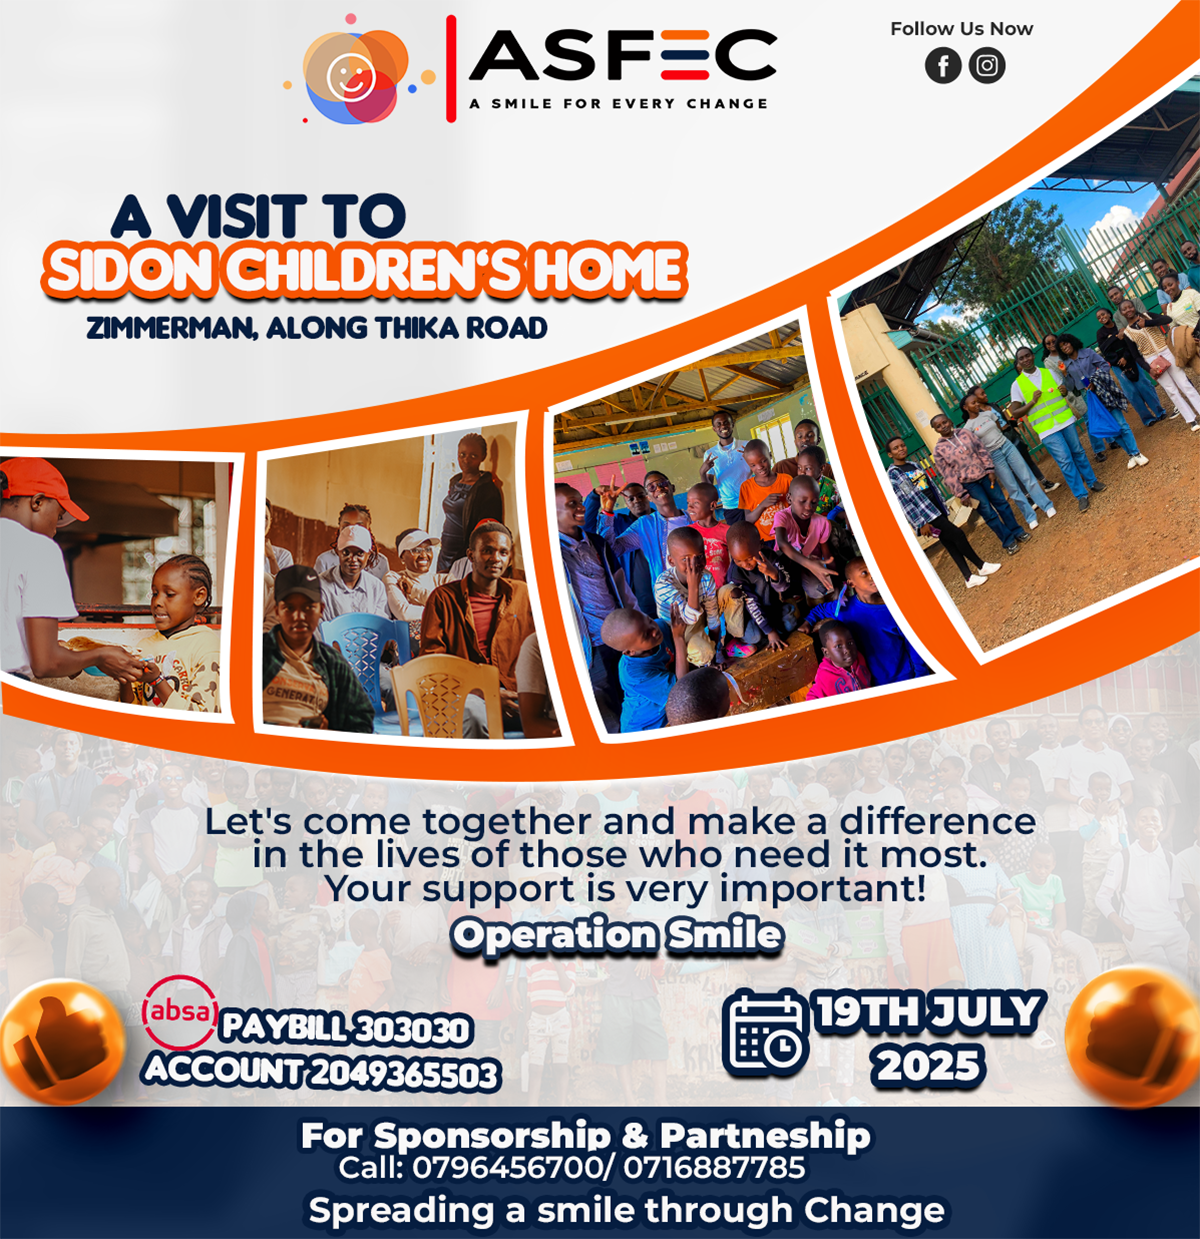 ASFEC
A SMILE FOR EVERY CHANGE
Follow Us Now
A VISIT TO
SIDON CHILDREN'S HOME
ZIMMERMAN, ALONG THIKA ROAD
Let's come together and make a difference
in the lives of those who need it most.
Your support is very important!
Operation Smile
absa PAYBILL 303030
ACCOUNT 2049365503
19TH JULY
2025
For Sponsorship & Partneship
Call: 0796456700/ 0716887785
Spreading a smile through Change